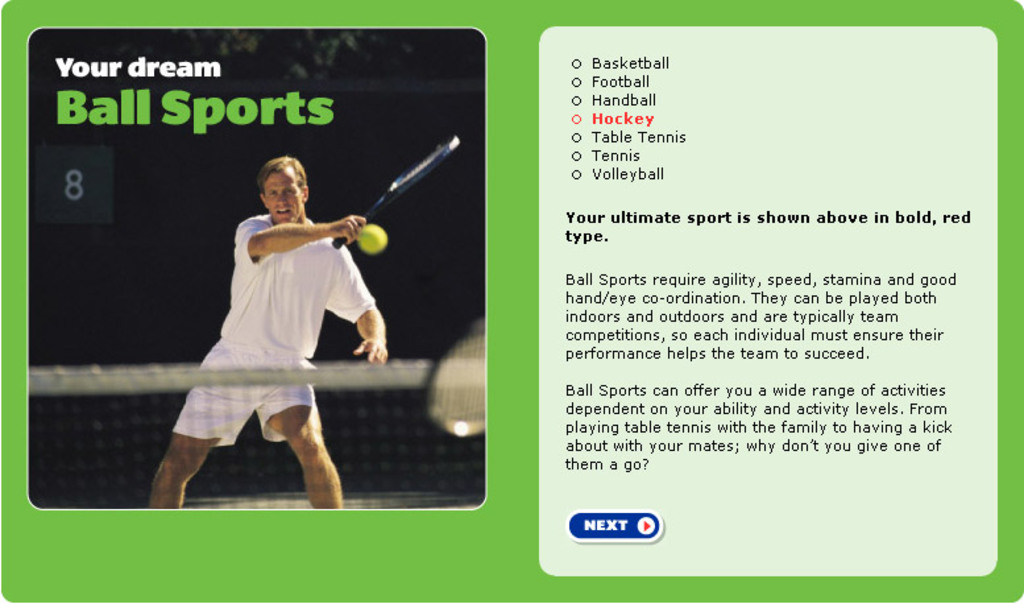 Your dream
Ball Sports
8
Basketball
Football
Handball
Hockey
Table Tennis
Tennis
Volleyball
Your ultimate sport is shown above in bold, red
type.
Ball Sports require agility, speed, stamina and good
hand/eye co-ordination. They can be played both
indoors and outdoors and are typically team
competitions, so each individual must ensure their
performance helps the team to succeed.
Ball Sports can offer you a wide range of activities
dependent on your ability and activity levels. From
playing table tennis with the family to having a kick
about with your mates; why don't you give one of
them a go?
NEXT